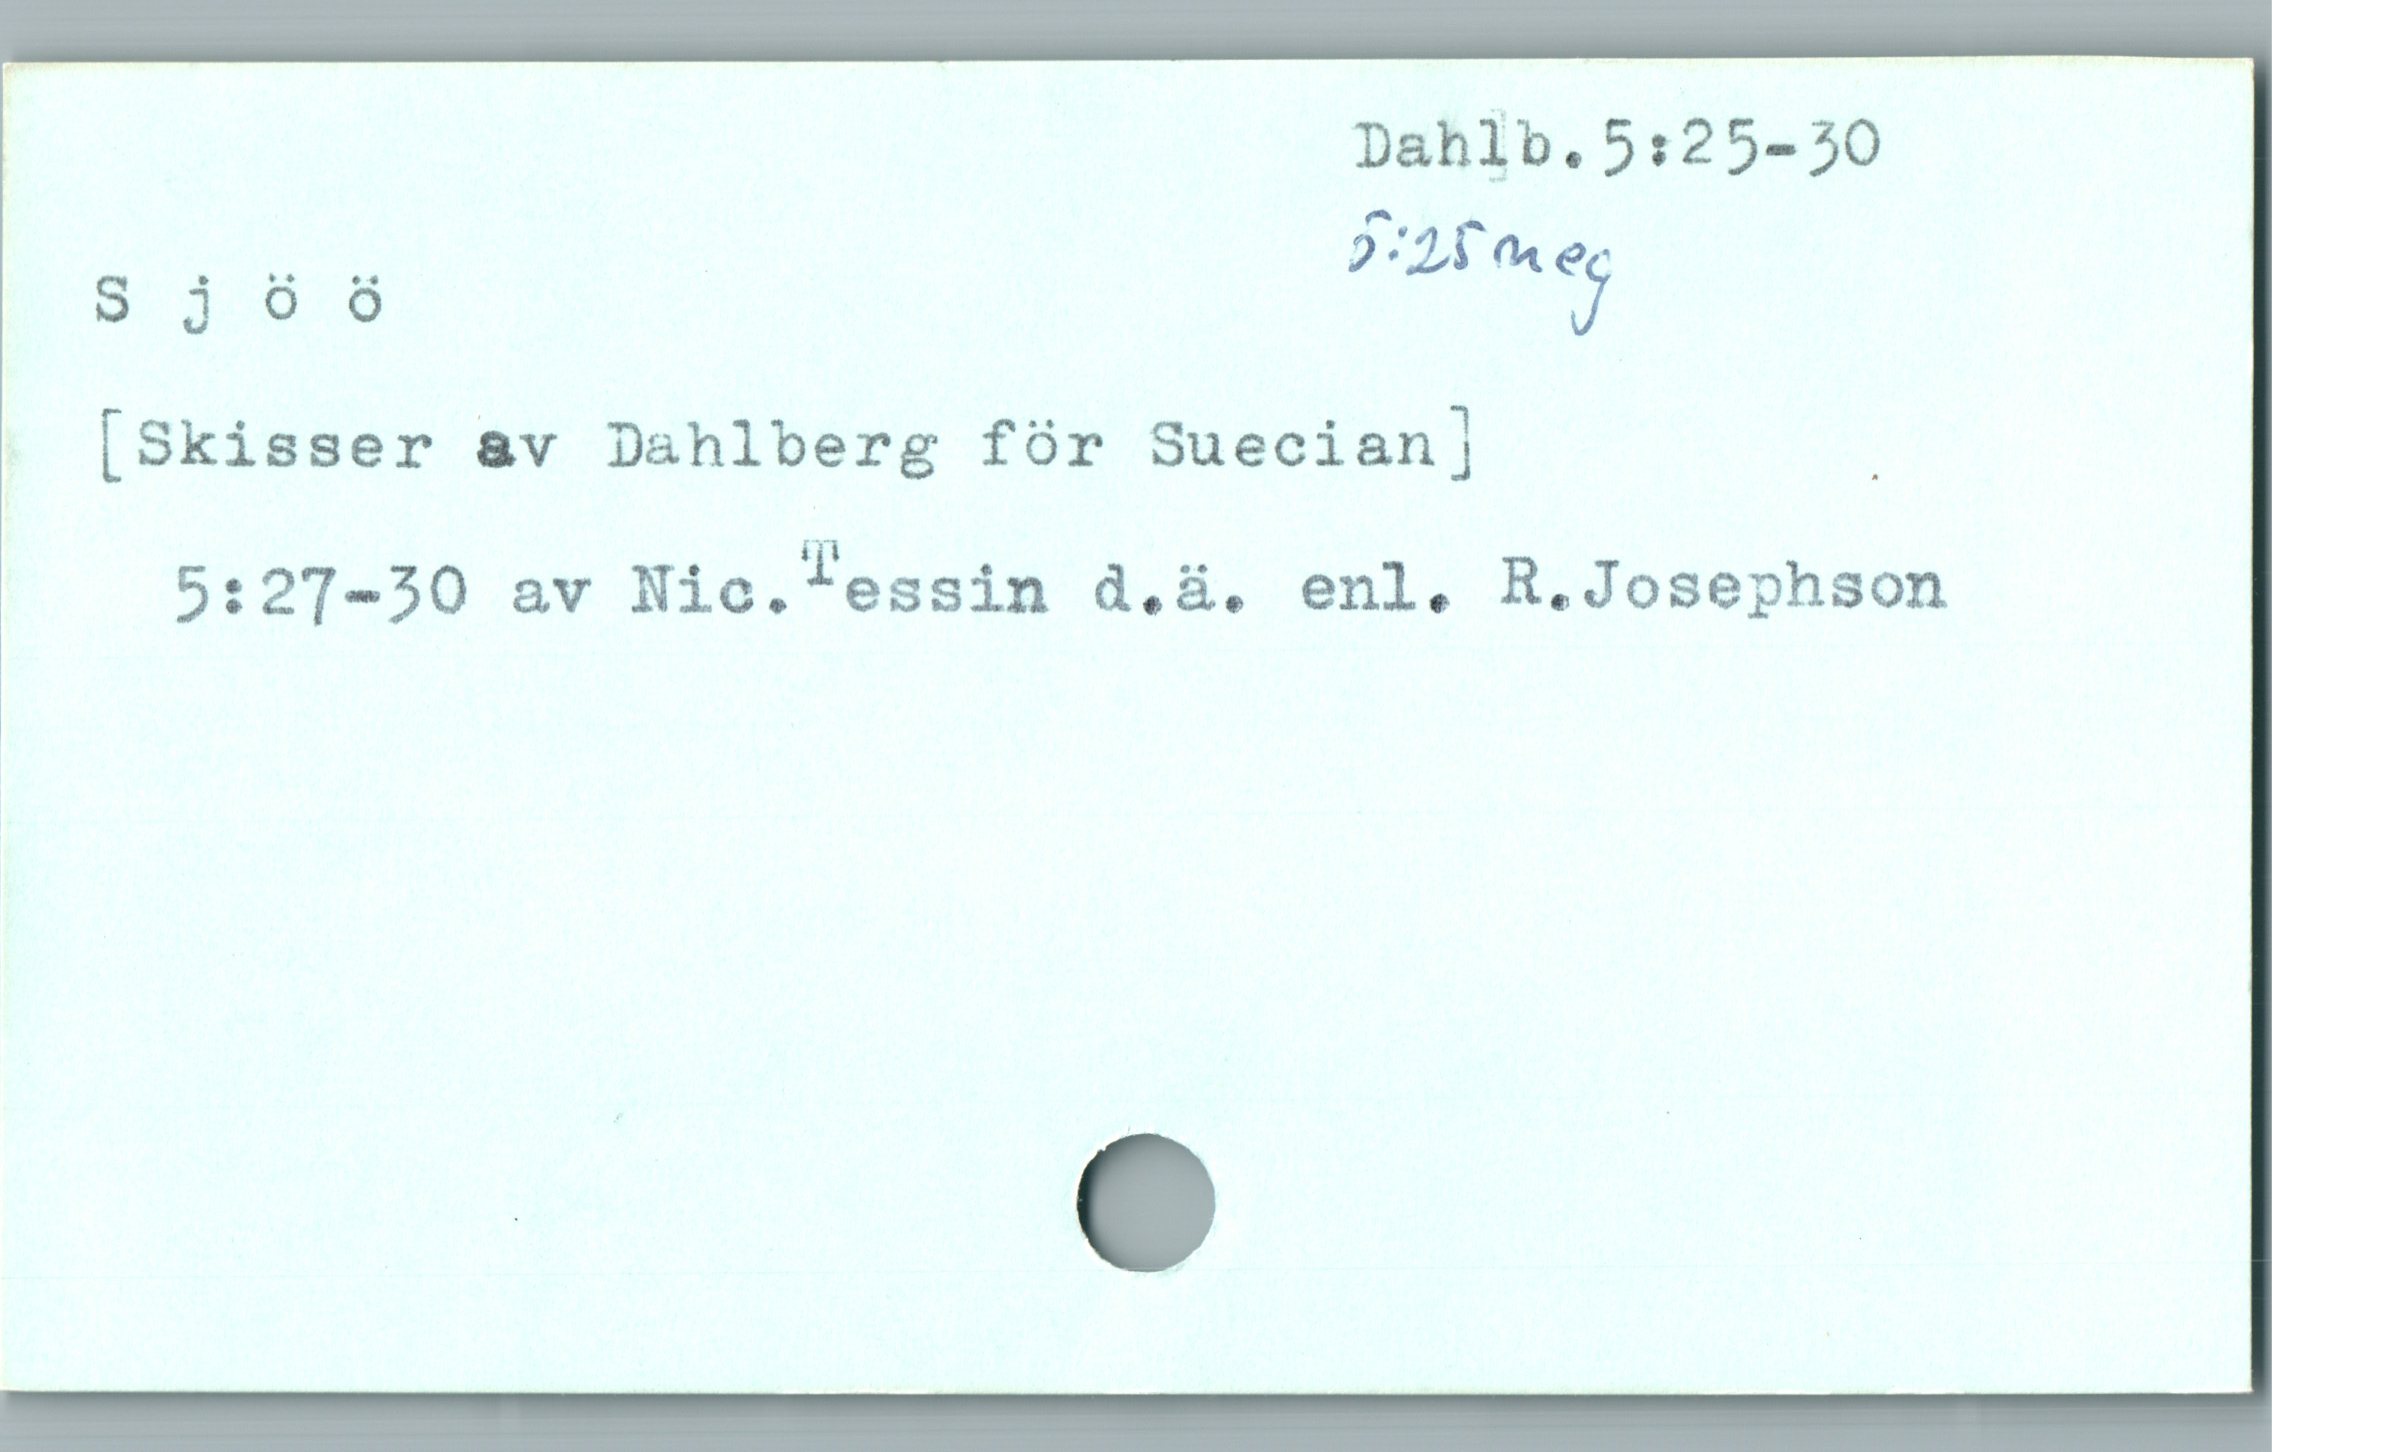 Dahlb.5:25-30
5:25 neg
S j ö ö
[Skisser av Dahlberg för Suecian]
5:27-30 av Nic.Tessin d.ä. enl. R.Josephson